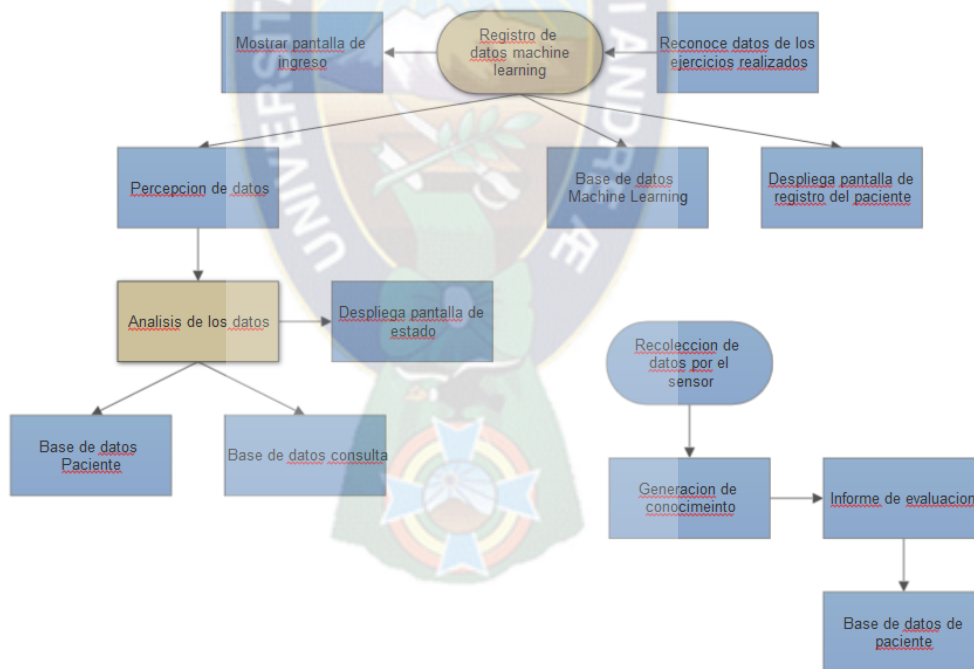 Mostrar pantalla de
ingreso
Registro de
datos machine
learning
Reconoce datos de los
ejercicios realizados
Percepcion de datos
Base de datos
Machine Learning
Despliega pantalla de
registro del paciente
Analisis de los datos
Despliega pantalla de
estado
Recoleccion de
datos por el
sensor
Base de datos
Paciente
Base de datos consulta
Generacion de
conocimeinto
Informe de evaluacion
Base de datos de
paciente
UNIVERSITA
ANDRE Æ